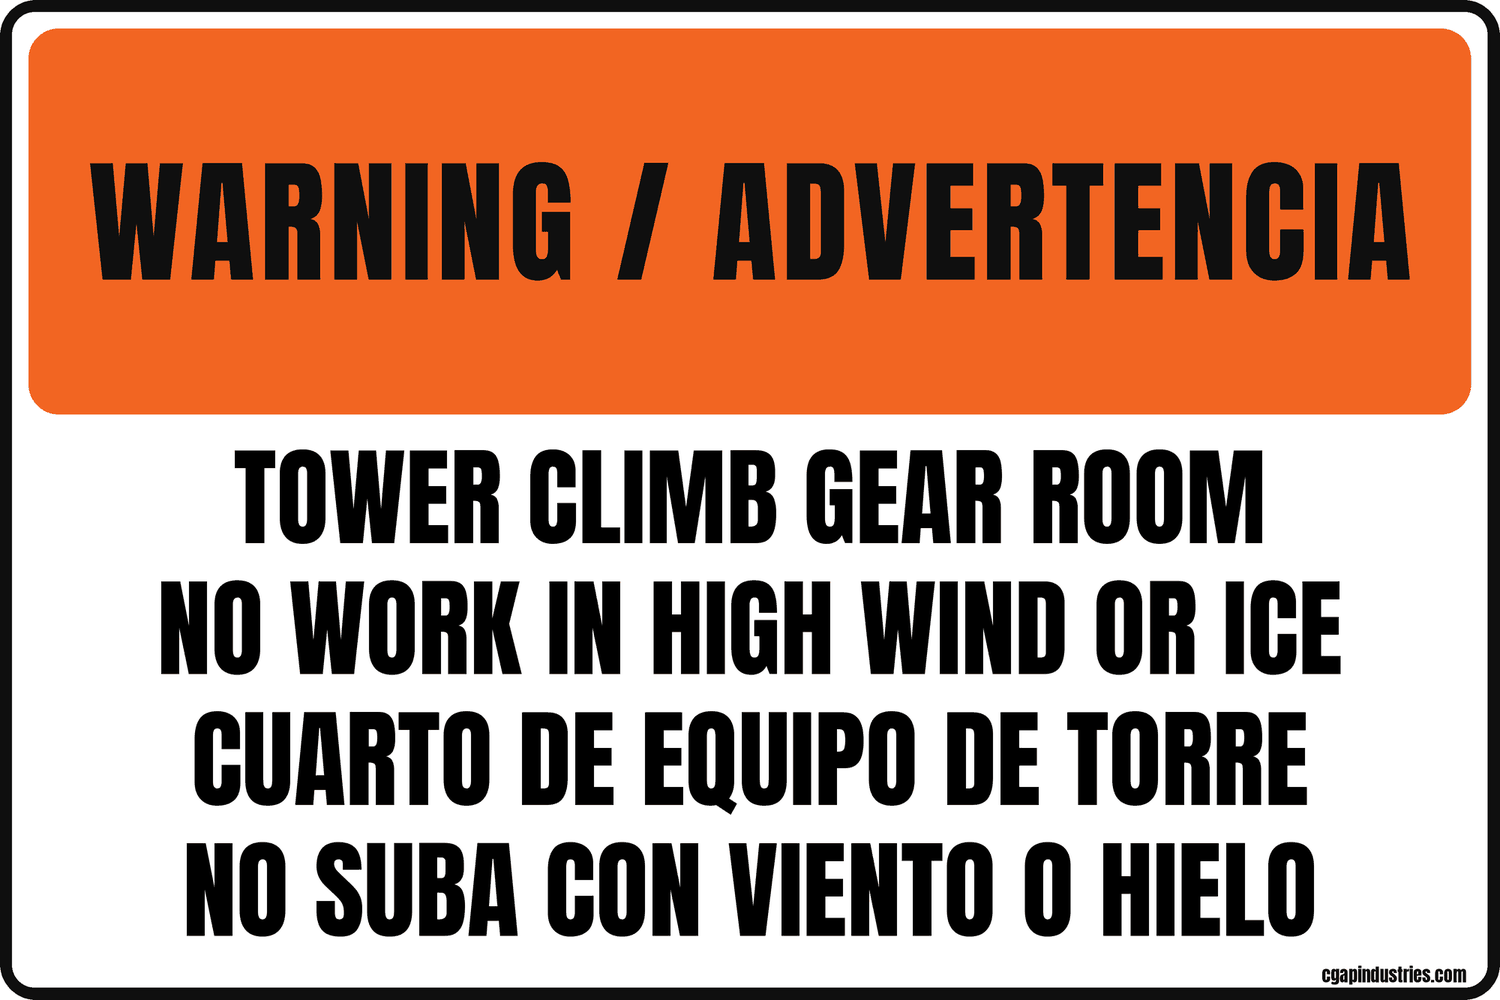 WARNING / ADVERTENCIA
TOWER CLIMB GEAR ROOM
NO WORK IN HIGH WIND OR ICE
CUARTO DE EQUIPO DE TORRE
NO SUBA CON VIENTO O HIELO
cgapindustries.com